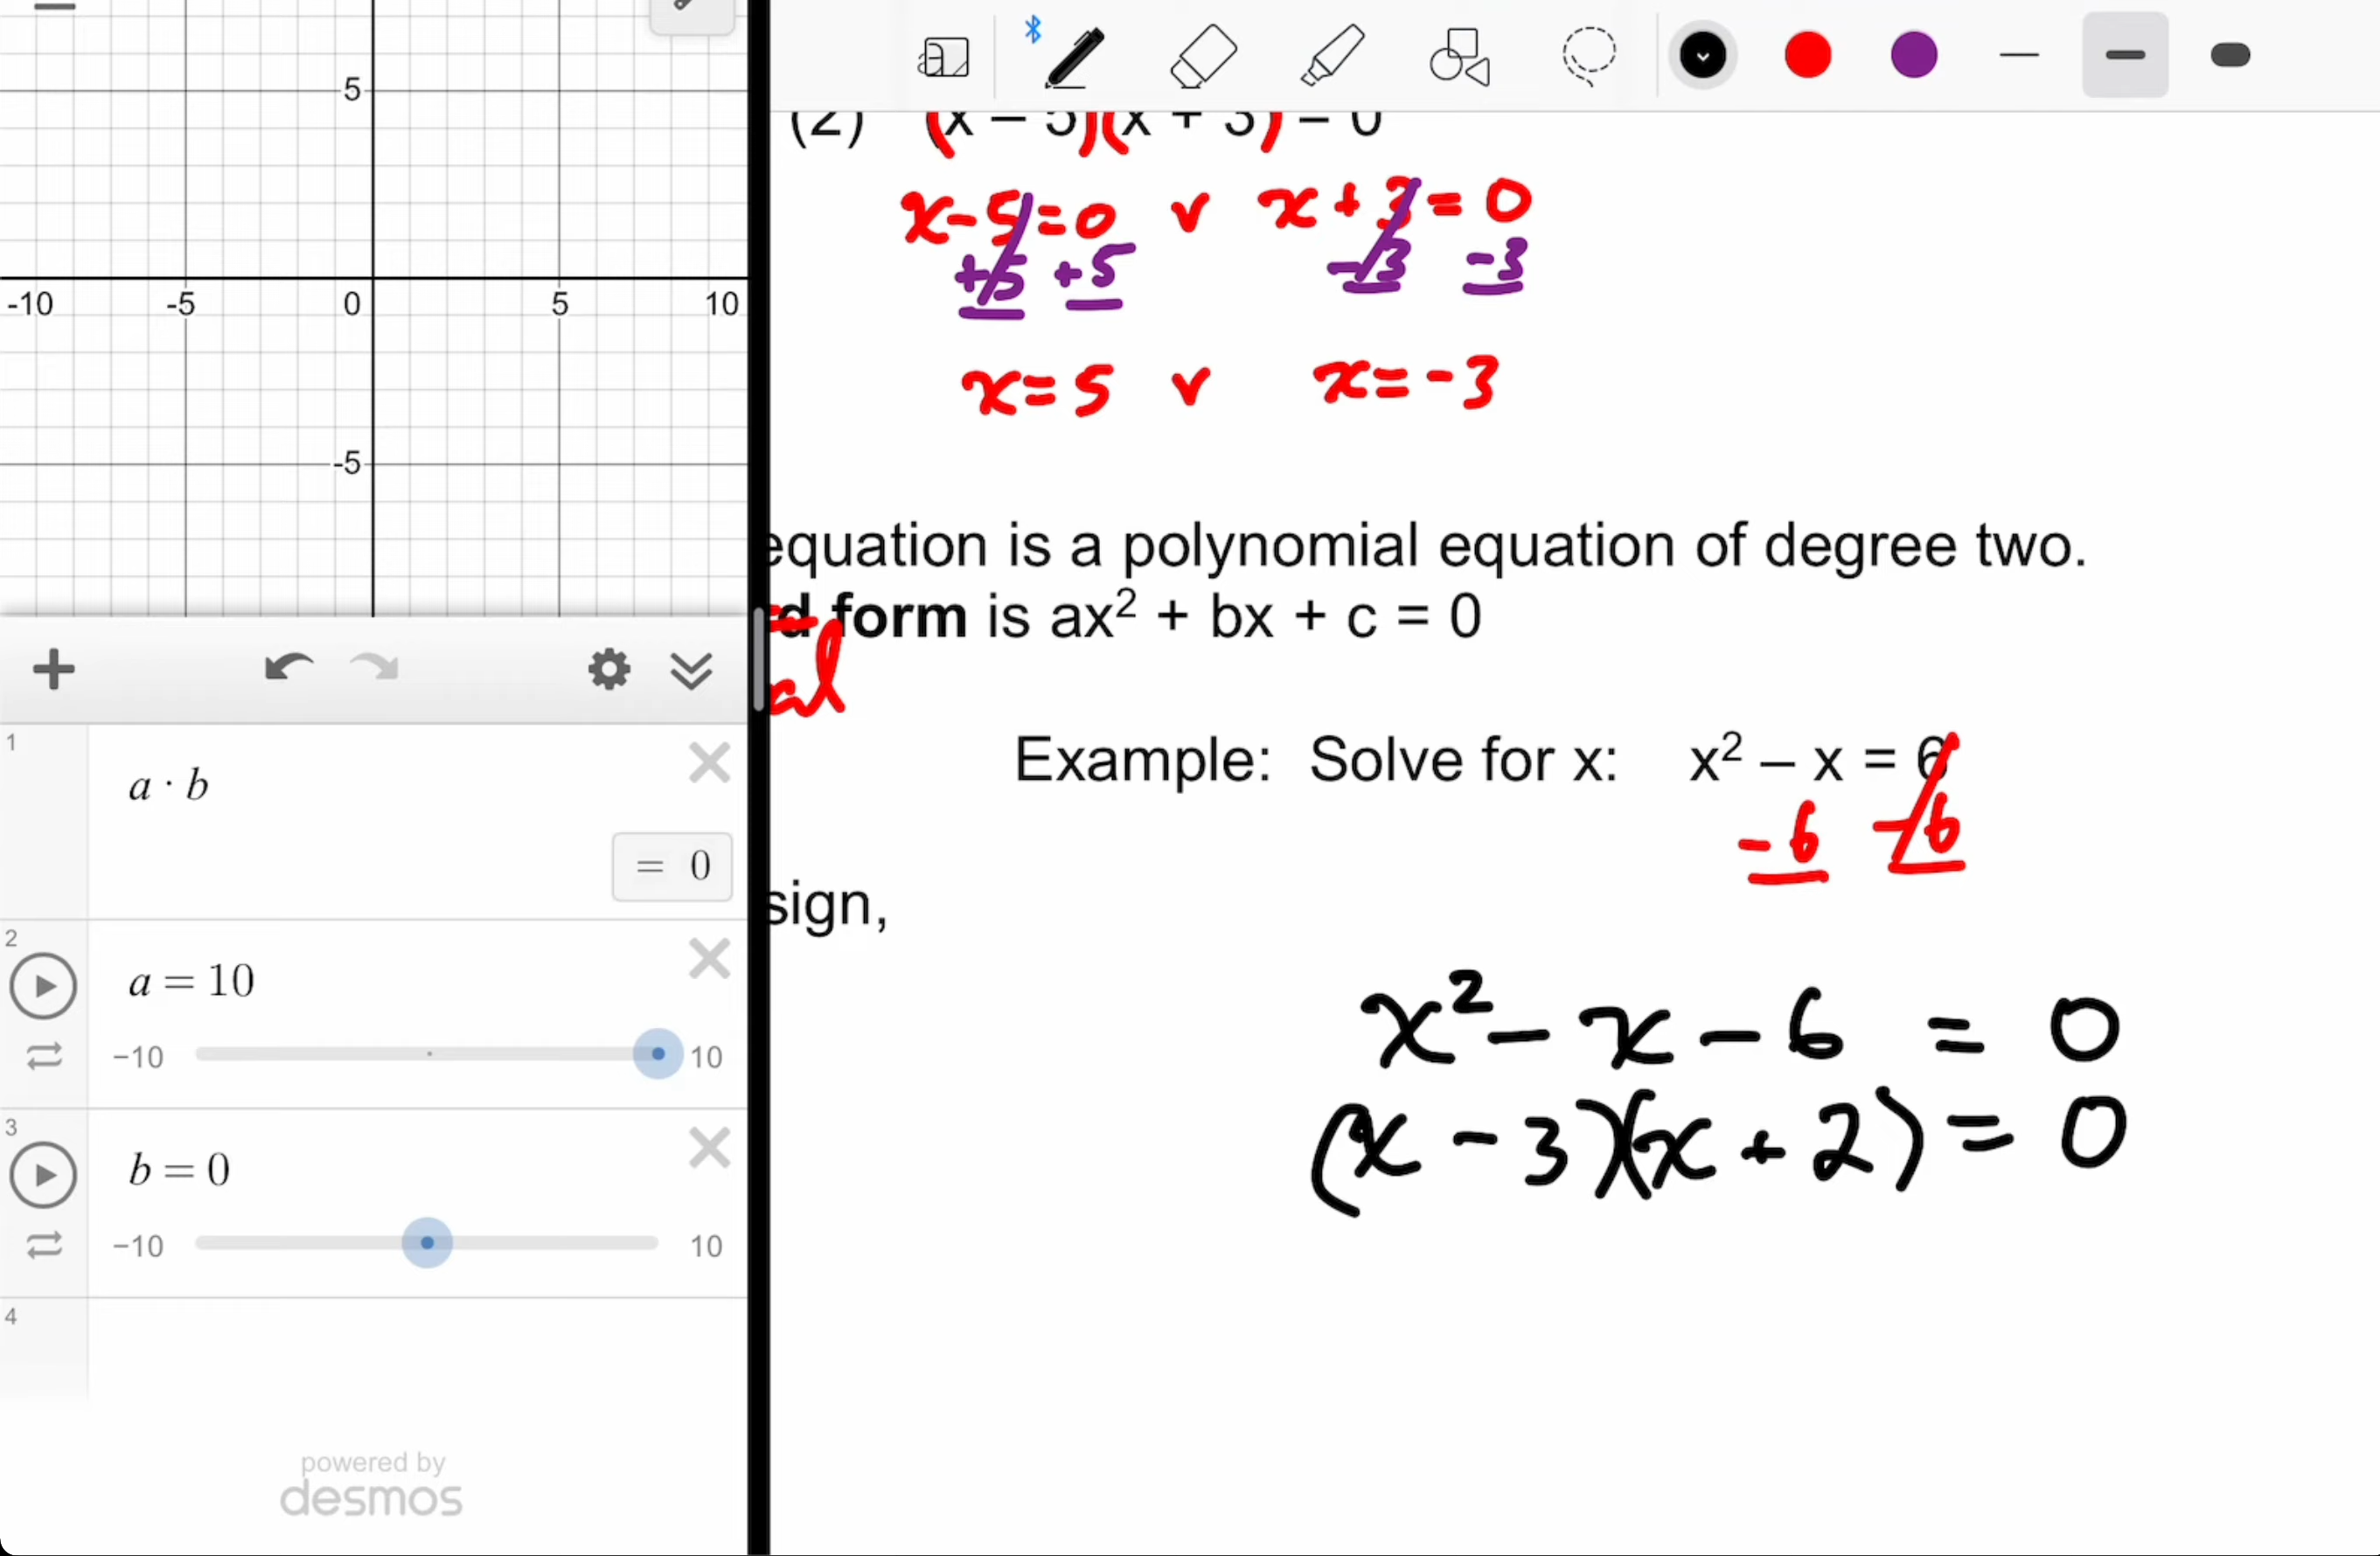 5
-10 -5 0 5 10
-5
1
a · b
= 0
2
a = 10
−10 10
3
b = 0
−10 10
4
powered by
desmos
(2) (x – 5)(x + 3) = 0
x-5=0 v x+3=0
+5 +5 -3 -3
x=5 v x=-3
equation is a polynomial equation of degree two.
d form is ax² + bx + c = 0
al
Example: Solve for x: x² – x = 6
-6 -6
sign,
x² - x - 6 = 0
(x - 3)(x + 2) = 0